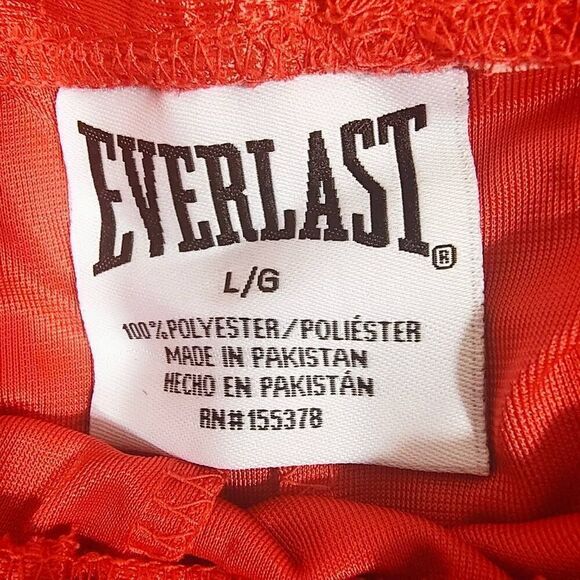 EVERLAST®
L/G
100% POLYESTER/POLIÉSTER
MADE IN PAKISTAN
HECHO EN PAKISTÁN
RN#155378